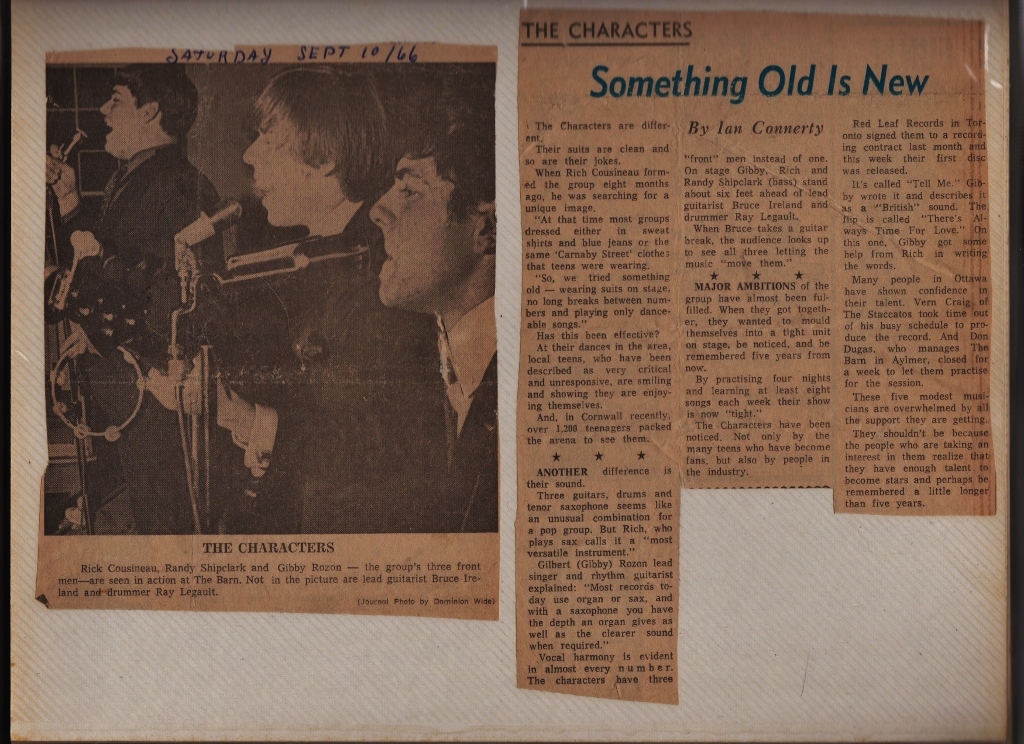 SATURDAY SEPT 10/66
THE CHARACTERS
Rick Cousineau, Randy Shipclark and Gibby Rozon — the group's three front
men—are seen in action at The Barn. Not in the picture are lead guitarist Bruce Ire-
land and drummer Ray Legault.
(Journal Photo by Dominion Wide)
THE CHARACTERS
Something Old Is New
The Characters are differ-
ent.
Their suits are clean and
so are their jokes.
When Rich Cousineau form-
ed the group eight months
ago, he was searching for a
unique image.
"At that time most groups
dressed either in sweat
shirts and blue jeans or the
same 'Carnaby Street' clothes
that teens were wearing.
"So, we tried something
old — wearing suits on stage,
no long breaks between num-
bers and playing only dance-
able songs."
Has this been effective?
At their dances in the area,
local teens, who have been
described as very critical
and unresponsive, are smiling
and showing they are enjoy-
ing themselves.
And, in Cornwall recently,
over 1,200 teenagers packed
the arena to see them.
★ ★ ★
ANOTHER difference is
their sound.
Three guitars, drums and
tenor saxophone seems like
an unusual combination for
a pop group. But Rich, who
plays sax calls it a "most
versatile instrument."
Gilbert (Gibby) Rozon lead
singer and rhythm guitarist
explained: "Most records to-
day use organ or sax, and
with a saxophone you have
the depth an organ gives as
well as the clearer sound
when required."
Vocal harmony is evident
in almost every number.
The characters have three
By Ian Connerty
"front" men instead of one.
On stage Gibby, Rich and
Randy Shipclark (bass) stand
about six feet ahead of lead
guitarist Bruce Ireland and
drummer Ray Legault.
When Bruce takes a guitar
break, the audience looks up
to see all three letting the
music "move them."
★ ★ ★
MAJOR AMBITIONS of the
group have almost been ful-
filled. When they got togeth-
er, they wanted to mould
themselves into a tight unit
on stage, be noticed, and be
remembered five years from
now.
By practising four nights
and learning at least eight
songs each week their show
is now "tight."
The Characters have been
noticed. Not only by the
many teens who have become
fans, but also by people in
the industry.
Red Leaf Records in Tor-
onto signed them to a record-
ing contract last month and
this week their first disc
was released.
It's called "Tell Me." Gib-
by wrote it and describes it
as a "British" sound. The
flip is called "There's Al-
ways Time For Love." On
this one, Gibby got some
help from Rich in writing
the words.
Many people in Ottawa
have shown confidence in
their talent. Vern Craig of
The Staccatos took time out
of his busy schedule to pro-
duce the record. And Don
Dugas, who manages The
Barn in Aylmer, closed for
a week to let them practise
for the session.
These five modest musi-
cians are overwhelmed by all
the support they are getting.
They shouldn't be because
the people who are taking an
interest in them realize that
they have enough talent to
become stars and perhaps be
remembered a little longer
than five years.